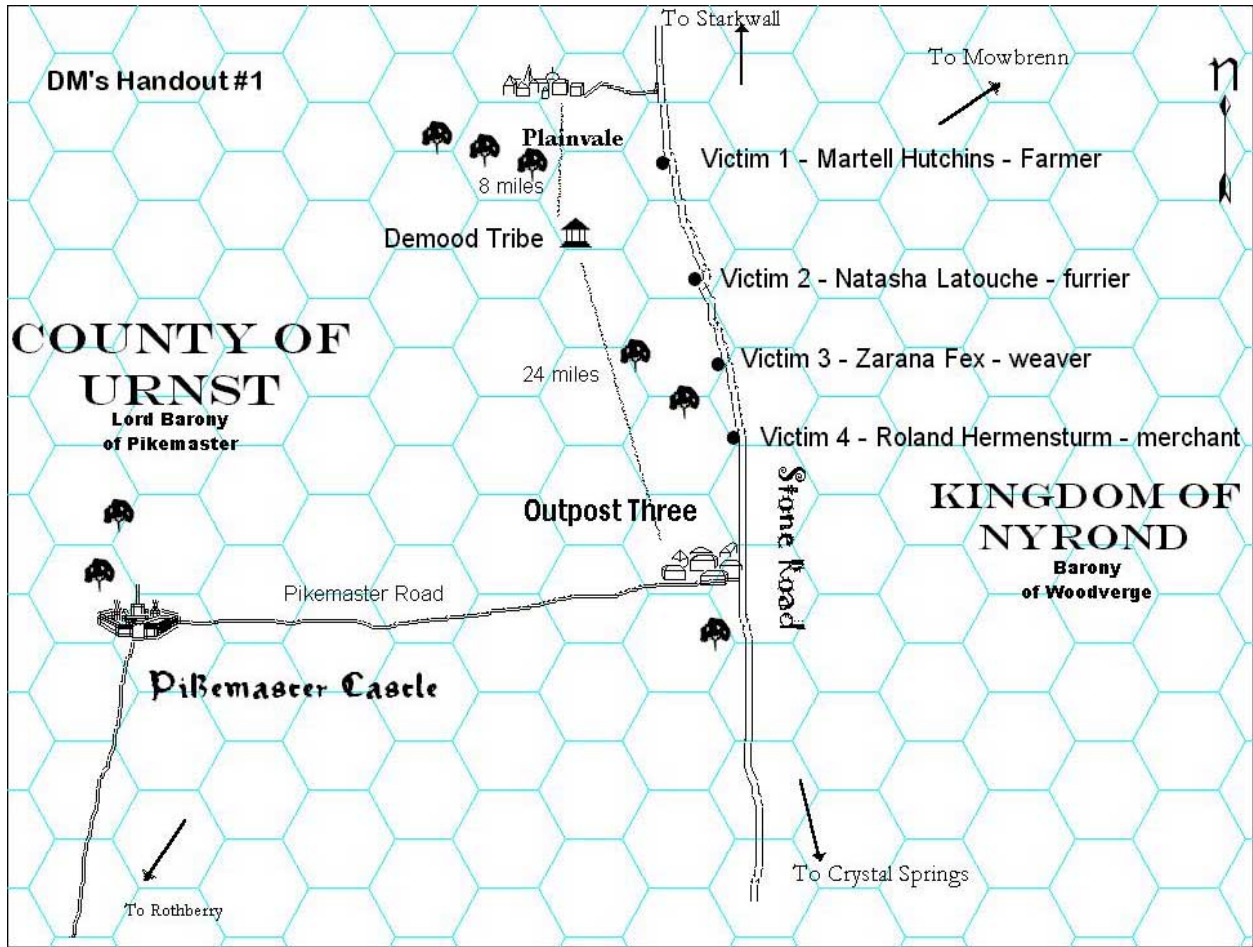 To Starkwall
To Mowbrenn
n
DM's Handout #1
Plainvale
Victim 1 - Martell Hutchins - Farmer
8 miles
Demood Tribe
Victim 2 - Natasha Latouche - furrier
COUNTY OF
URNST
Lord Barony
of Pikemaster
Victim 3 - Zarana Fex - weaver
24 miles
Victim 4 - Roland Hermensturm - merchant
Stone Road
KINGDOM OF
NYROND
Barony
of Woodverge
Outpost Three
Pikemaster Road
Pikemaster Castle
To Crystal Springs
To Rothberry